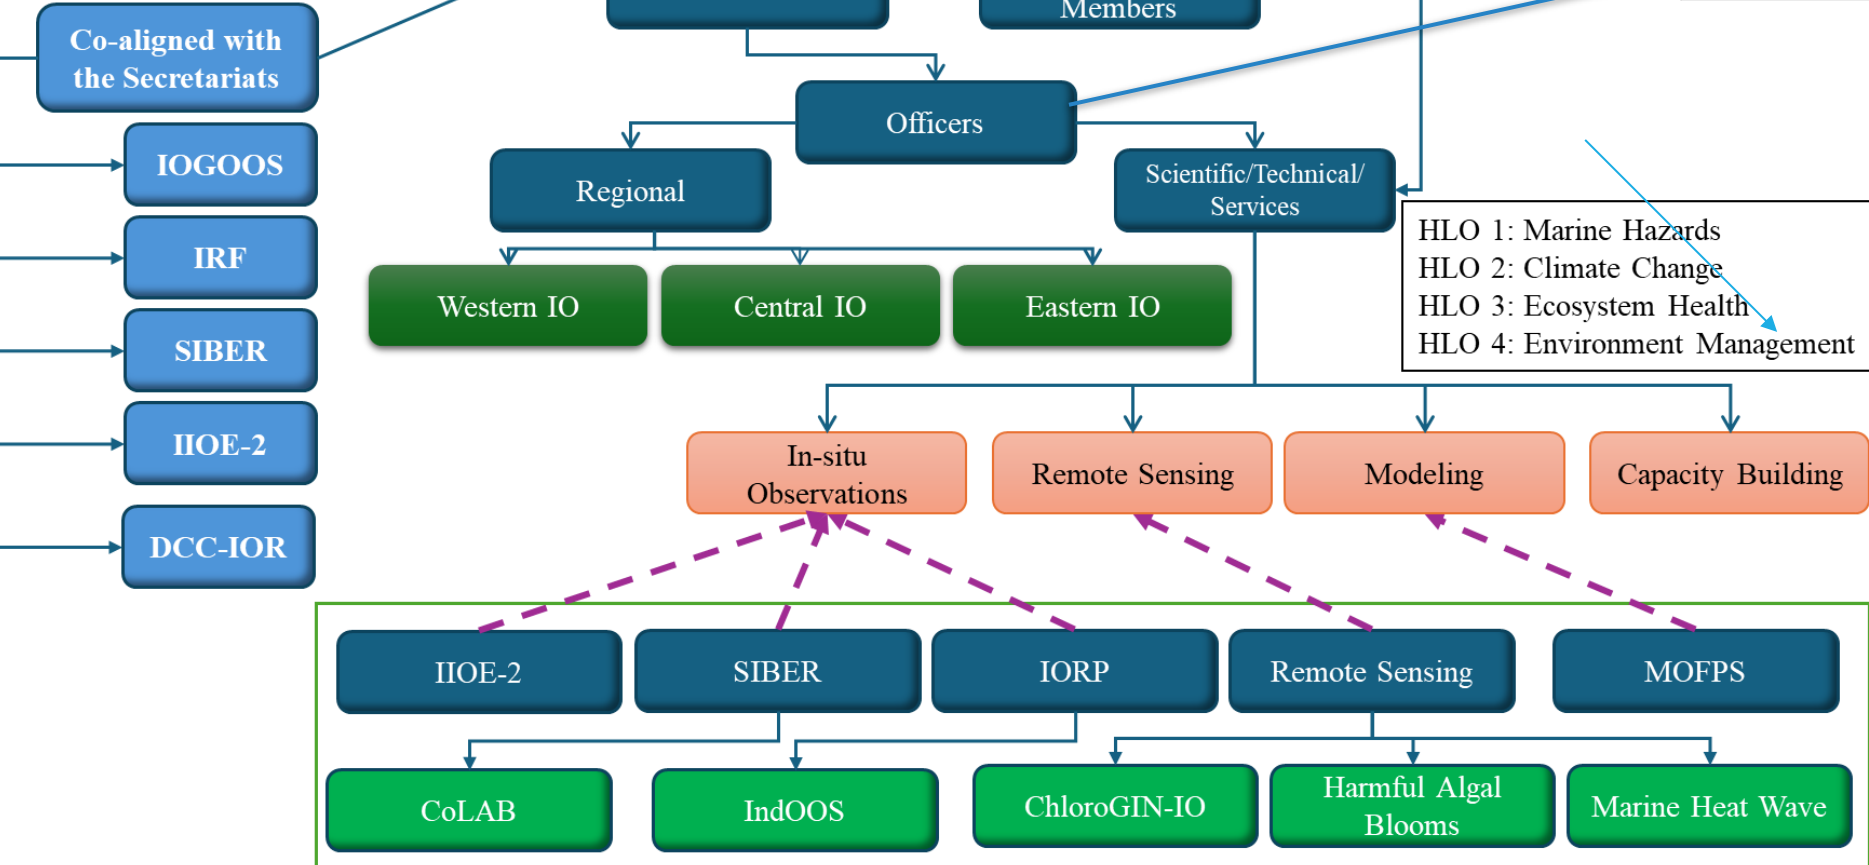 Members
Co-aligned with
the Secretariats
Officers
IOGOOS
Regional
Scientific/Technical/
Services
IRF
HLO 1: Marine Hazards
HLO 2: Climate Change
HLO 3: Ecosystem Health
HLO 4: Environment Management
Western IO
Central IO
Eastern IO
SIBER
IIOE-2
In-situ
Observations
Remote Sensing
Modeling
Capacity Building
DCC-IOR
IIOE-2
SIBER
IORP
Remote Sensing
MOFPS
CoLAB
IndOOS
ChloroGIN-IO
Harmful Algal
Blooms
Marine Heat Wave